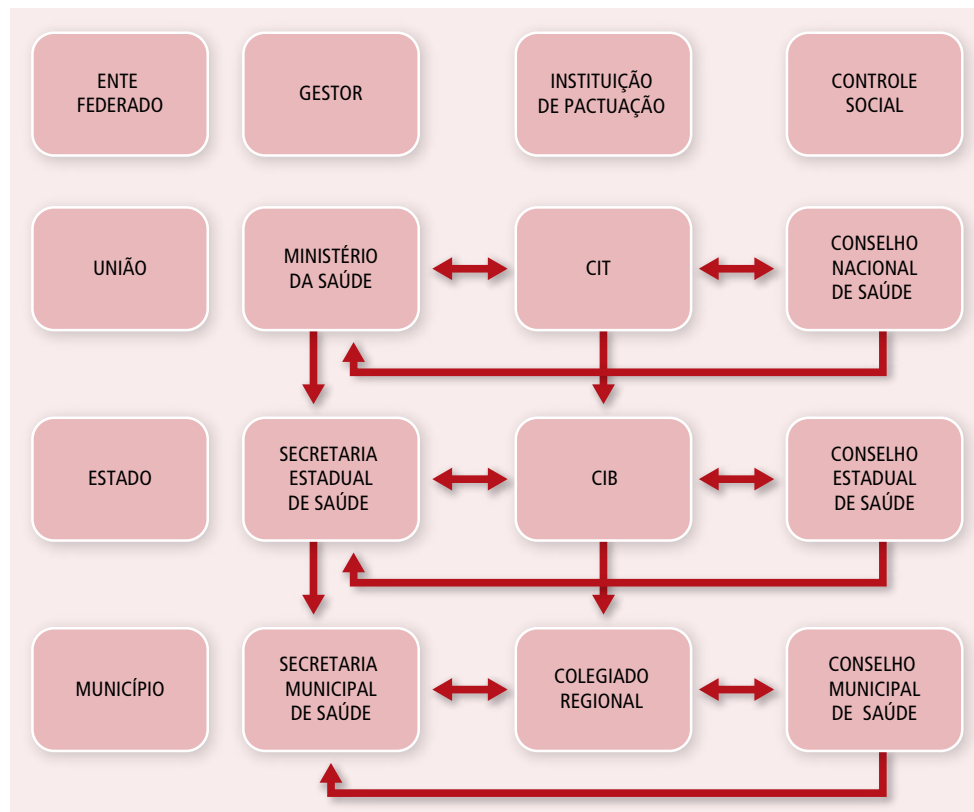 ENTE
FEDERADO
GESTOR
INSTITUIÇÃO
DE PACTUAÇÃO
CONTROLE
SOCIAL
UNIÃO
MINISTÉRIO
DA SAÚDE
CIT
CONSELHO
NACIONAL
DE SAÚDE
ESTADO
SECRETARIA
ESTADUAL
DE SAÚDE
CIB
CONSELHO
ESTADUAL
DE SAÚDE
MUNICÍPIO
SECRETARIA
MUNICIPAL
DE SAÚDE
COLEGIADO
REGIONAL
CONSELHO
MUNICIPAL
DE SAÚDE